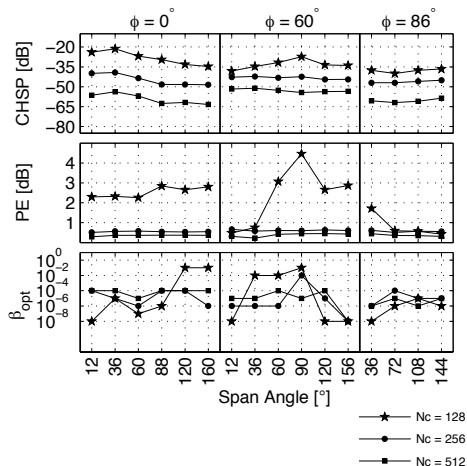 ϕ = 0° ϕ = 60° ϕ = 86°
CHSP [dB]
−20
−35
−50
−65
−80
PE [dB]
4
3
2
1
βopt
10^0
10^−2
10^−4
10^−6
10^−8
12 36 60 88 120 160 12 36 60 90 120 156 36 72 108 144
Span Angle [°]
Nc = 128
Nc = 256
Nc = 512